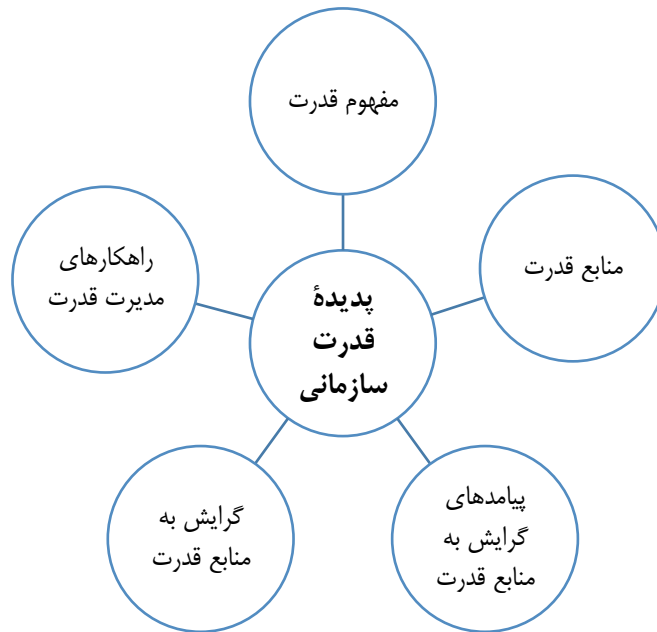 مفهوم قدرت
منابع قدرت
راهکارهای
مدیرت قدرت
پدیدۀ
قدرت
سازمانی
پیامدهای
گرایش به
منابع قدرت
گرایش به
منابع قدرت